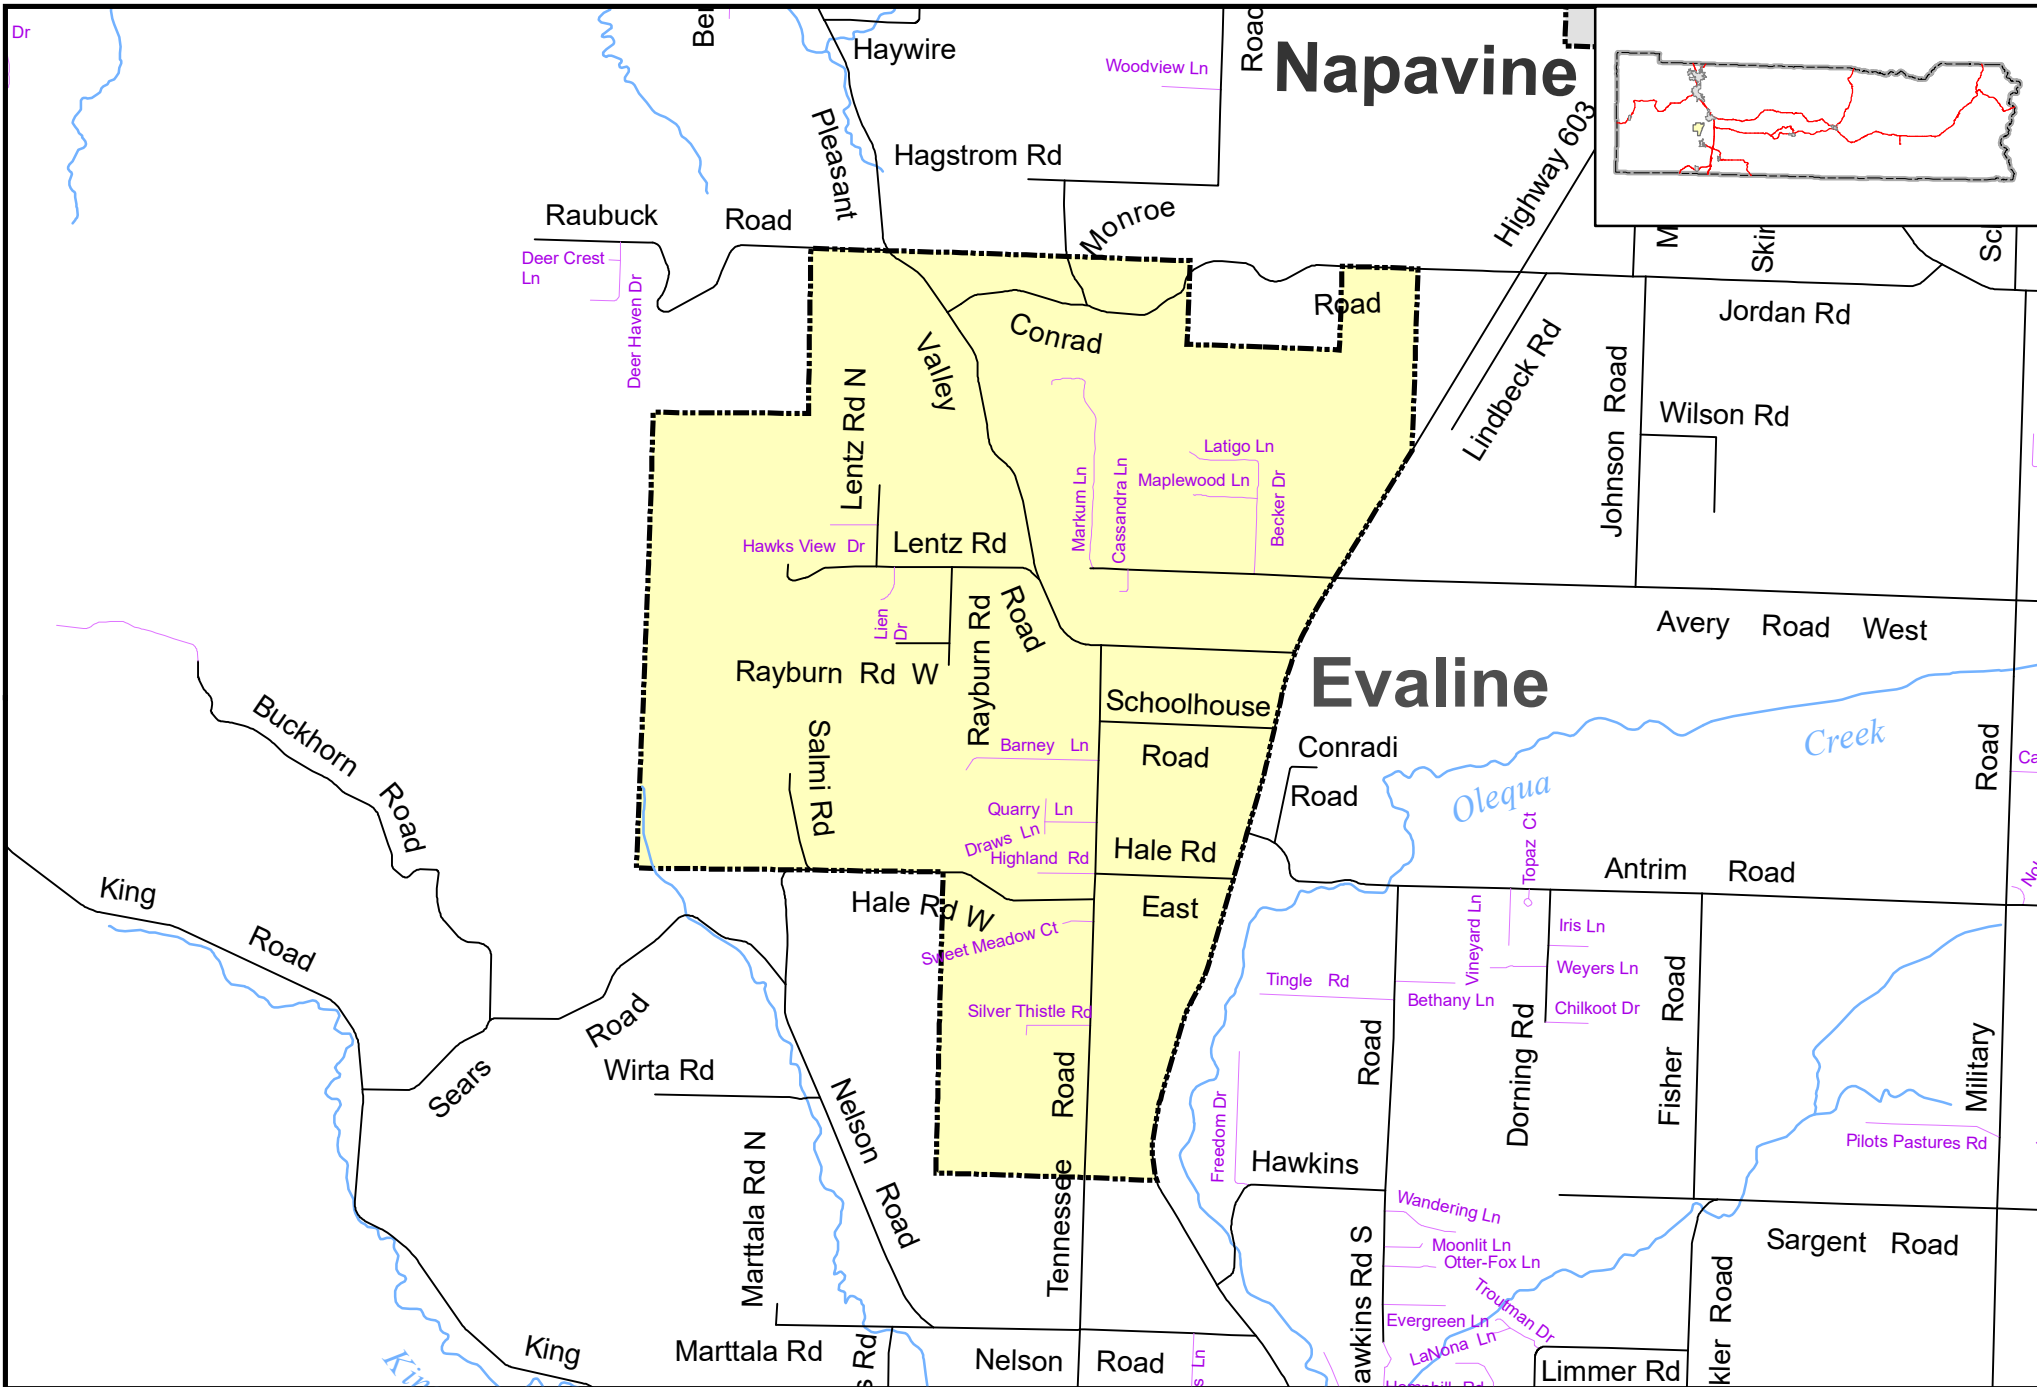 Dr
Haywire
Napavine
Woodview Ln
Road
Pleasant
Hagstrom Rd
Highway 603
Raubuck
Road
Monroe
Deer Crest
Ln
Deer Haven Dr
Road
Jordan Rd
Conrad
Valley
Lindbeck Rd
Johnson Road
Wilson Rd
Lentz Rd N
Latigo Ln
Maplewood Ln
Markum Ln
Cassandra Ln
Becker Dr
Hawks View Dr
Lentz Rd
Lien
Dr
Rayburn Rd
Road
Avery Road West
Rayburn Rd W
Evaline
Schoolhouse
Road
Buckhorn
Road
Salmi Rd
Barney Ln
Conradi
Road
Creek
Olequa
Road
Quarry Ln
Draws Ln
Highland Rd
Hale Rd
East
Topaz Ct
Antrim Road
King
Road
Hale Rd W
Sweet Meadow Ct
Vineyard Ln
Iris Ln
Weyers Ln
Tingle Rd
Bethany Ln
Chilkoot Dr
Silver Thistle Rd
Road
Dorning Rd
Fisher Road
Military
Sears
Road
Wirta Rd
Nelson Road
Road
Tennessee
Freedom Dr
Pilots Pastures Rd
Hawkins
Marttala Rd N
Wandering Ln
Moonlit Ln
Otter-Fox Ln
Sargent Road
Troutman Dr
Evergreen Ln
LaNona Ln
King
Marttala Rd
Nelson Road
Limmer Rd